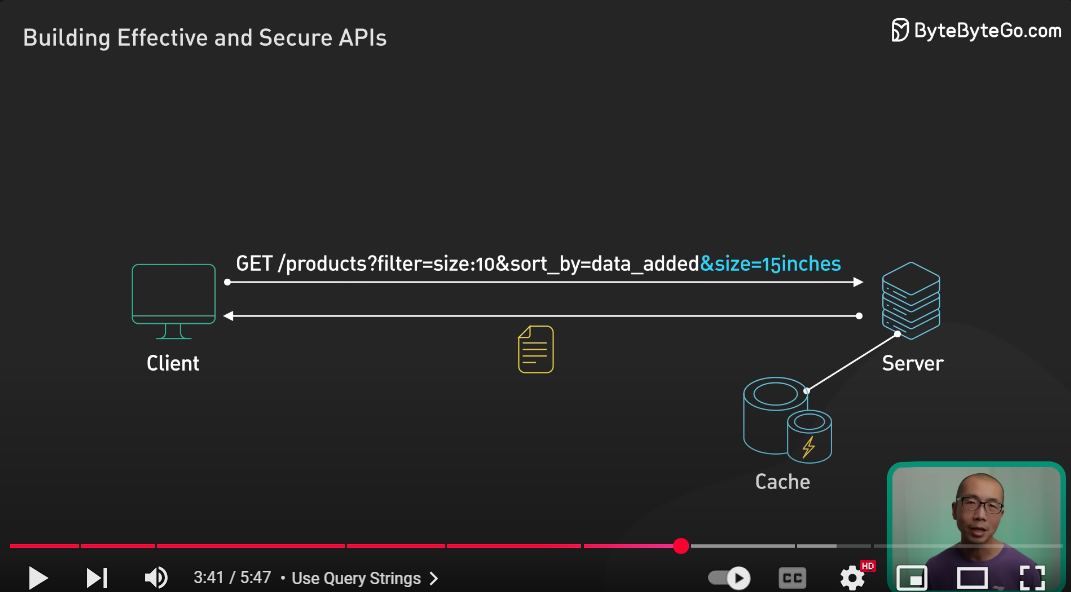 Building Effective and Secure APIs
ByteByteGo.com
GET /products?filter=size:10&sort_by=data_added&size=15inches
Client
Server
Cache
3:41 / 5:47 • Use Query Strings
CC
HD